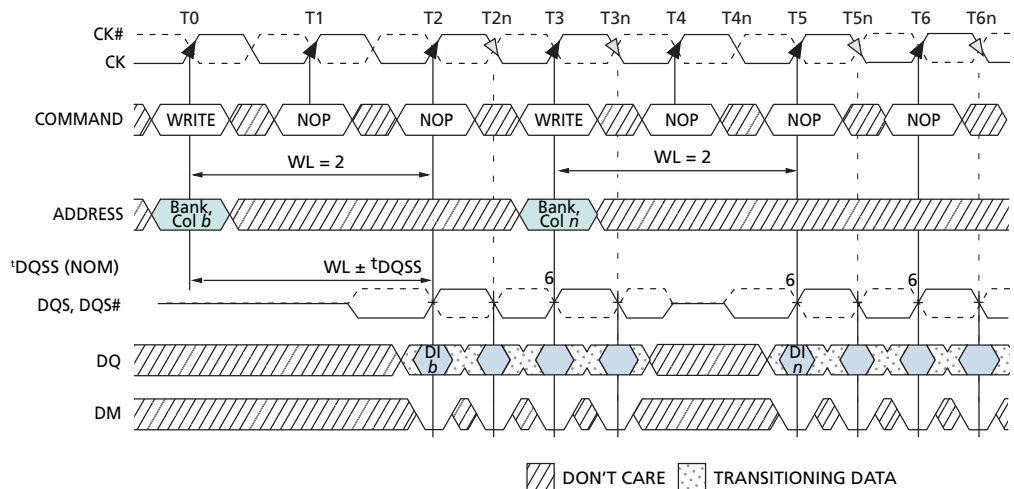 T0 T1 T2 T2n T3 T3n T4 T4n T5 T5n T6 T6n
CK#
CK
COMMAND WRITE NOP NOP WRITE NOP NOP NOP
WL = 2 WL = 2
ADDRESS Bank, Col b Bank, Col n
tDQSS (NOM) WL ± tDQSS 6 6 6
DQS, DQS#
DQ DI b DI n
DM
DON'T CARE TRANSITIONING DATA